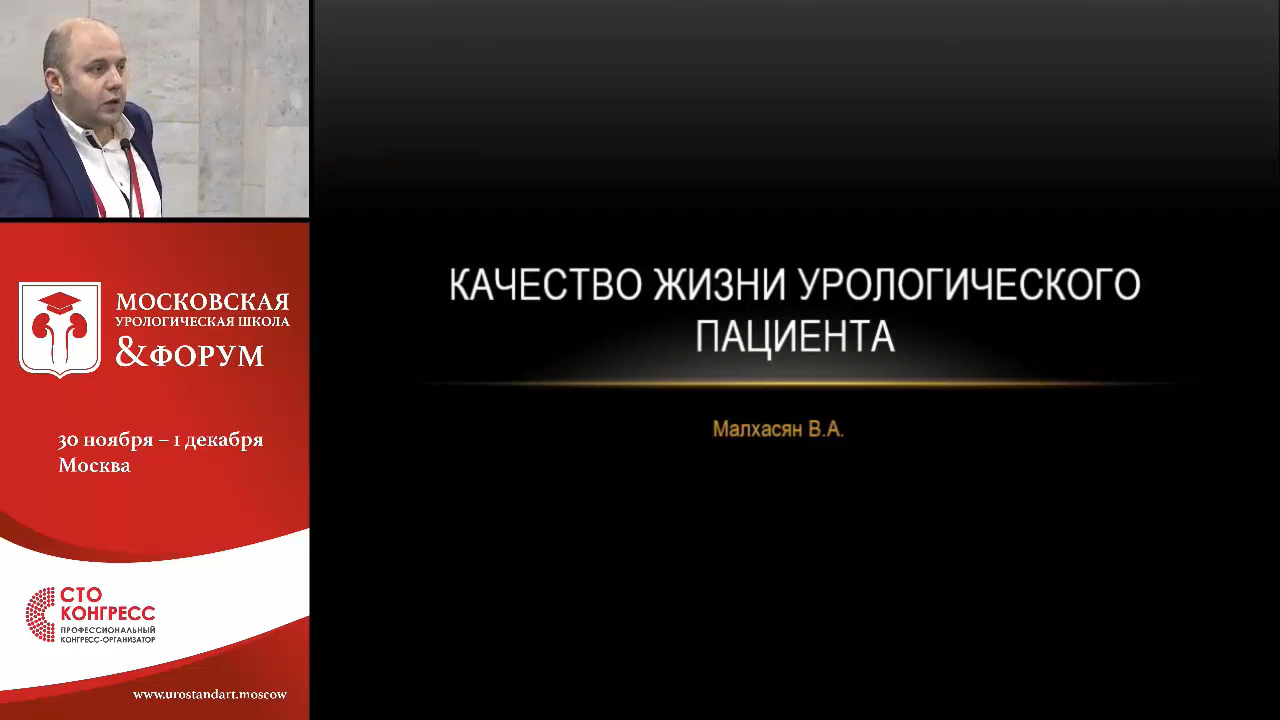 МОСКОВСКАЯ
УРОЛОГИЧЕСКАЯ ШКОЛА
&ФОРУМ
30 ноября – 1 декабря
Москва
СТО
КОНГРЕСС
ПРОФЕССИОНАЛЬНЫЙ
КОНГРЕСС-ОРГАНИЗАТОР
www.urostandart.moscow
КАЧЕСТВО ЖИЗНИ УРОЛОГИЧЕСКОГО
ПАЦИЕНТА
Малхасян В.А.